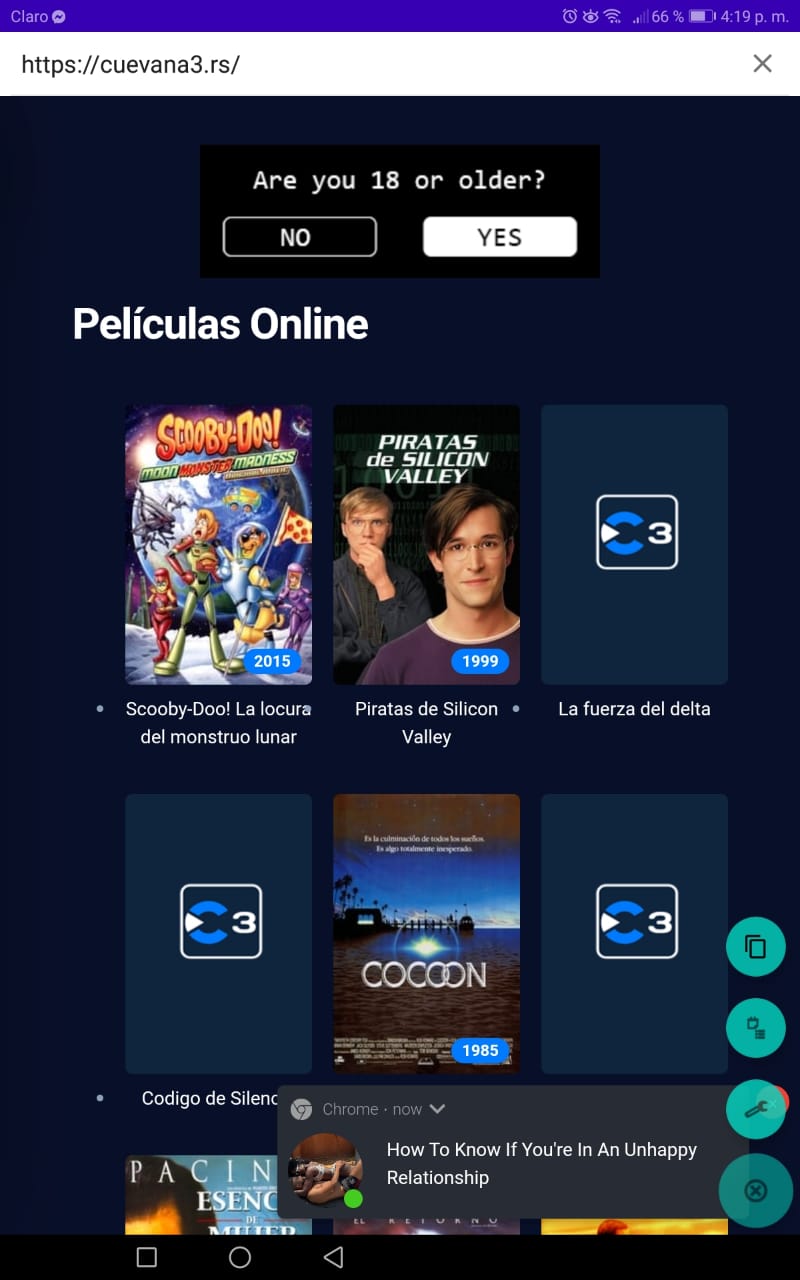 Claro
66 % 4:19 p. m.
https://cuevana3.rs/
Are you 18 or older?
NO YES
Películas Online
SCOOBY-DOO!
MOON MONSTER MADNESS
ORIGINAL MOVIE
2015
PIRATAS
de SILICON
VALLEY
1999
3
• Scooby-Doo! La locura
del monstruo lunar
• Piratas de Silicon
Valley
• La fuerza del delta
3
Es la culminación de todos los sueños.
Es algo totalmente inesperado.
COCOON
1985
3
• Codigo de Silenc
Chrome · now
How To Know If You're In An Unhappy
Relationship
PACIN
ESENC
DE
MUJER
EL RETORNO